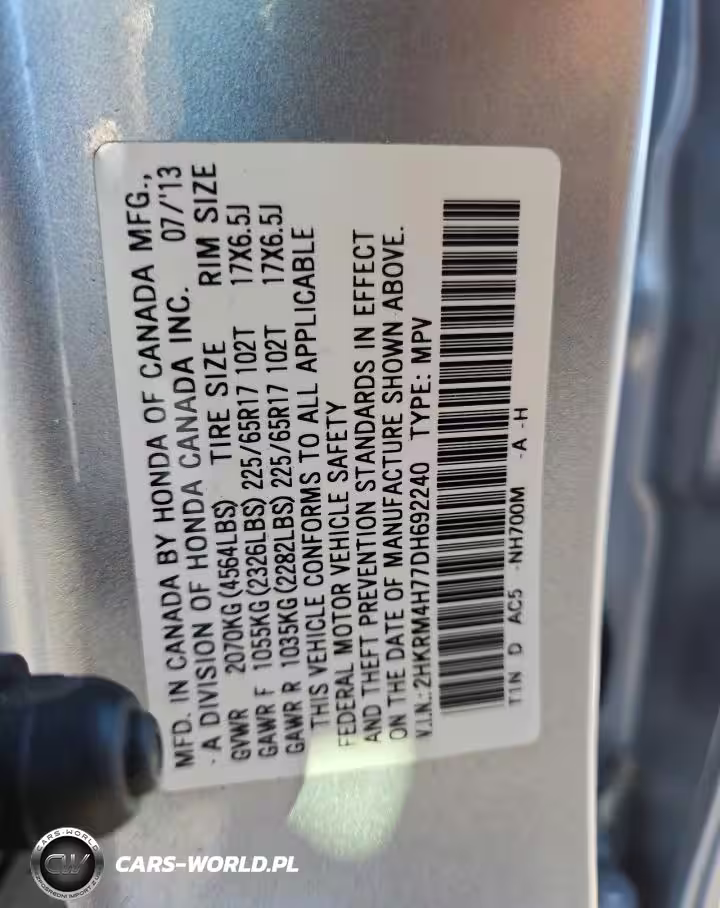 MFD. IN CANADA BY HONDA OF CANADA MFG.,
A DIVISION OF HONDA CANADA INC. 07/'13
GVWR 2070KG(4564LBS) TIRE SIZE RIM SIZE
GAWR F 1055KG(2326LBS) 225/65R17 102T 17X6.5J
GAWR R 1035KG(2282LBS) 225/65R17 102T 17X6.5J
THIS VEHICLE CONFORMS TO ALL APPLICABLE
FEDERAL MOTOR VEHICLE SAFETY
AND THEFT PREVENTION STANDARDS IN EFFECT
ON THE DATE OF MANUFACTURE SHOWN ABOVE.
V.I.N.: 2HKRM4H77DH692240 TYPE: MPV
T1N D AC5 -NH700M -A -H
CARS-WORLD
CW
CARS-WORLD.PL